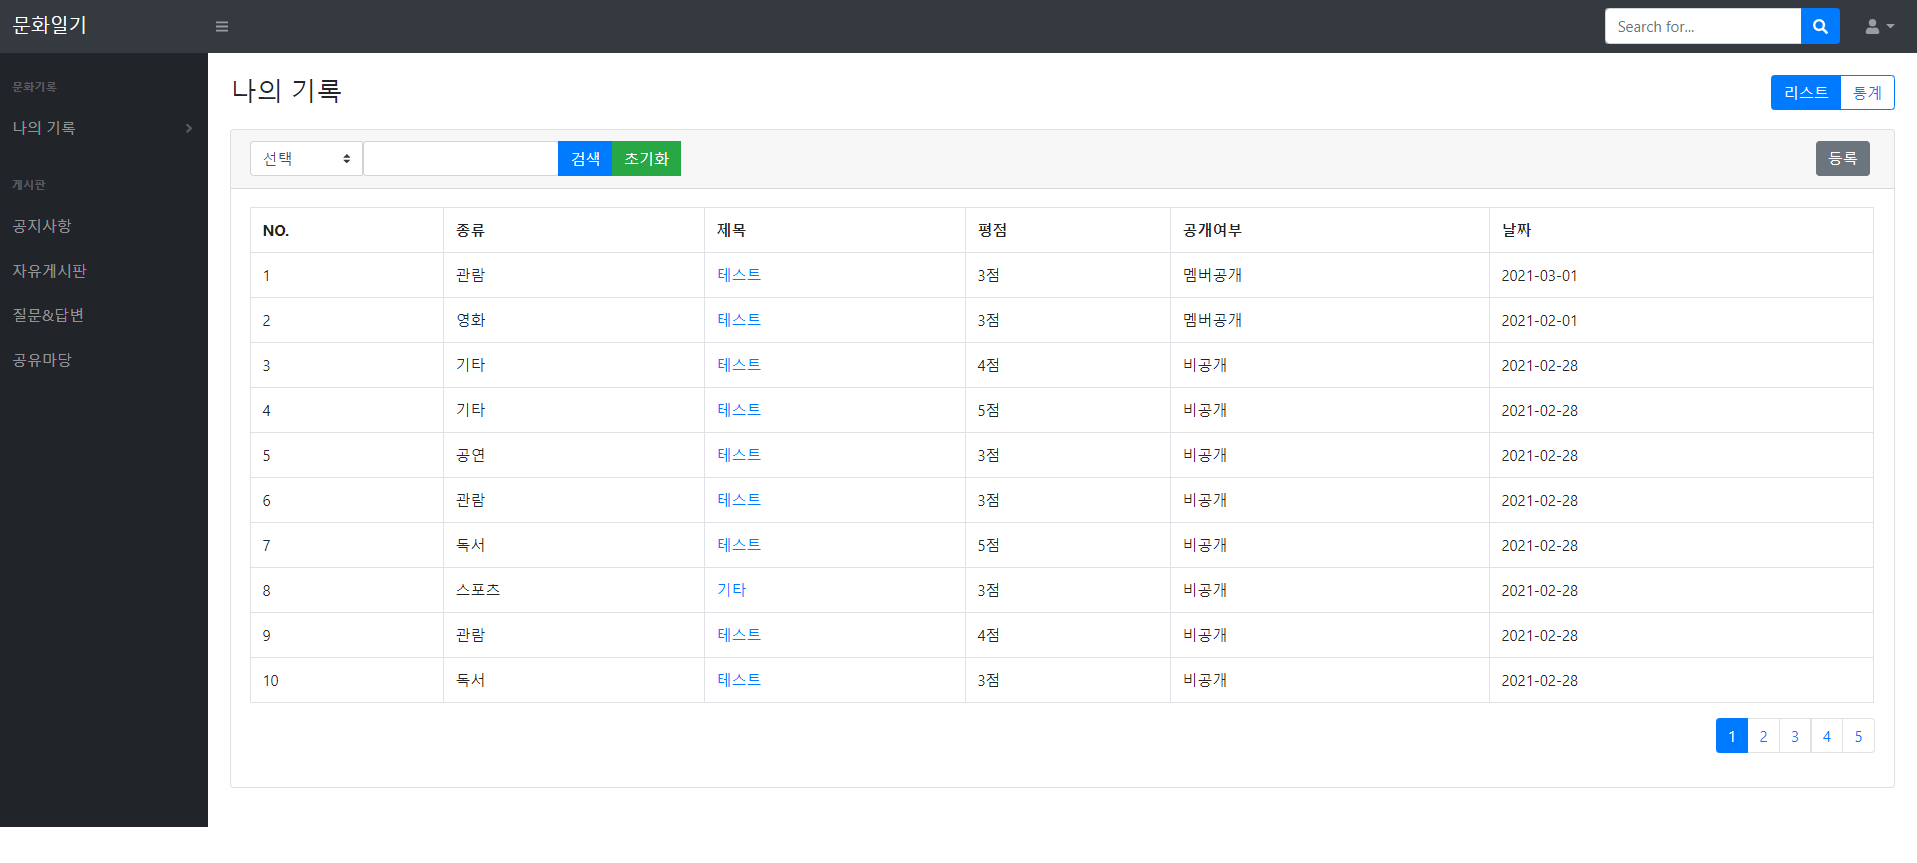 문화일기
Search for...
문화기록
나의 기록
게시판
공지사항
자유게시판
질문&답변
공유마당
나의 기록
리스트 통계
선택 검색 초기화 등록
NO. 종류 제목 평점 공개여부 날짜
1 관람 테스트 3점 멤버공개 2021-03-01
2 영화 테스트 3점 멤버공개 2021-02-01
3 기타 테스트 4점 비공개 2021-02-28
4 기타 테스트 5점 비공개 2021-02-28
5 공연 테스트 3점 비공개 2021-02-28
6 관람 테스트 3점 비공개 2021-02-28
7 독서 테스트 5점 비공개 2021-02-28
8 스포츠 기타 3점 비공개 2021-02-28
9 관람 테스트 4점 비공개 2021-02-28
10 독서 테스트 3점 비공개 2021-02-28
1 2 3 4 5